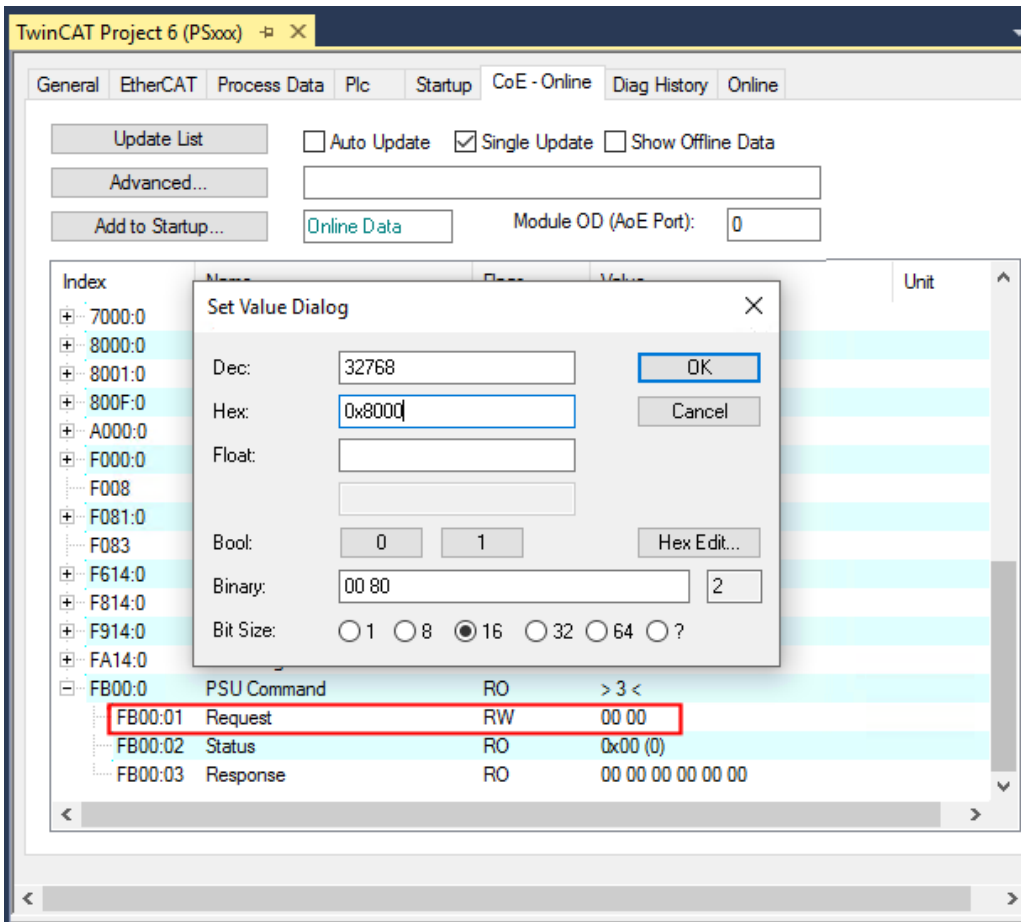 TwinCAT Project 6 (PSxxx)
General EtherCAT Process Data Plc Startup CoE - Online Diag History Online
Update List Auto Update Single Update Show Offline Data
Advanced...
Add to Startup... Online Data Module OD (AoE Port): 0
Index Name Flags Value Unit
Set Value Dialog
7000:0
8000:0
Dec: 32768 OK
8001:0
800F:0
Hex: 0x8000 Cancel
A000:0
F000:0
Float:
F008
F081:0
F083
Bool: 0 1 Hex Edit...
F614:0
Binary: 00 80 2
F814:0
F914:0
Bit Size: 1 8 16 32 64 ?
FA14:0
FB00:0 PSU Command RO > 3 <
FB00:01 Request RW 00 00
FB00:02 Status RO 0x00 (0)
FB00:03 Response RO 00 00 00 00 00 00